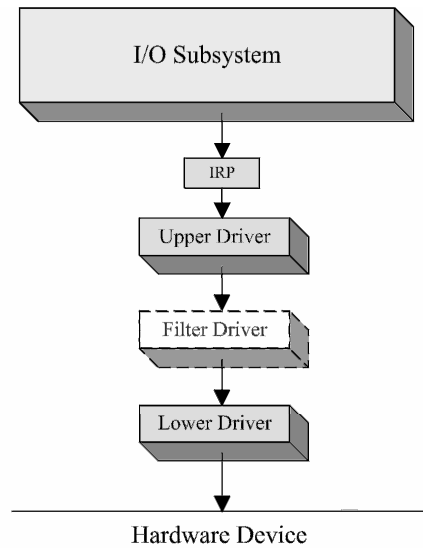 I/O Subsystem
IRP
Upper Driver
Filter Driver
Lower Driver
Hardware Device